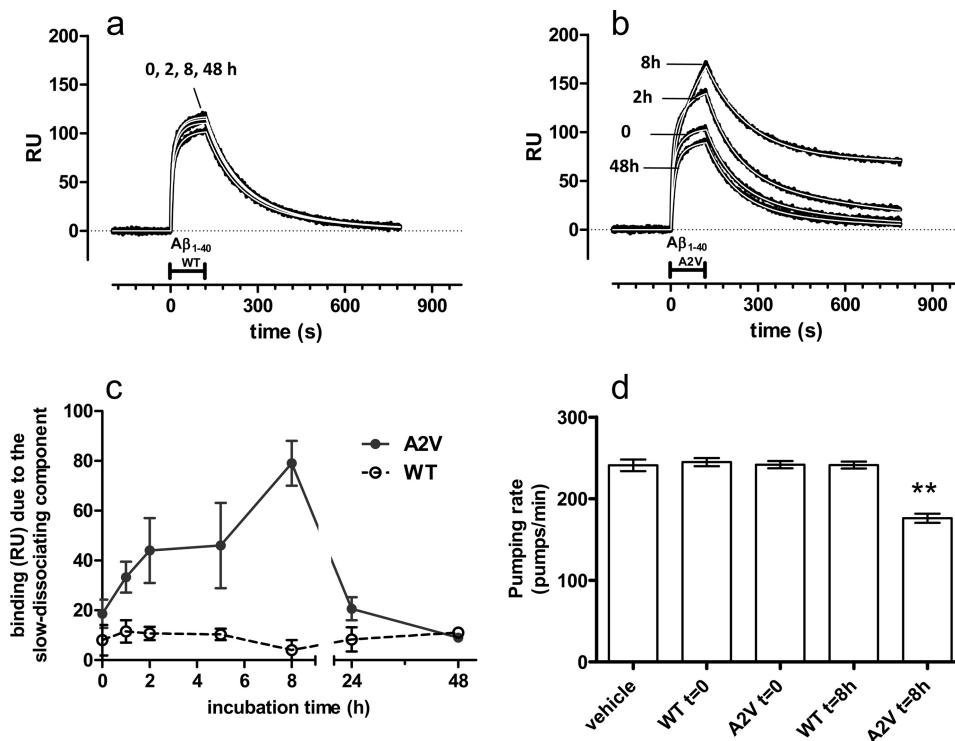 a
200
150
100
50
0
RU
0, 2, 8, 48 h
Aβ1-40
WT
0 300 600 900
time (s)
b
200
150
100
50
0
RU
8h
2h
0
48h
Aβ1-40
A2V
0 300 600 900
time (s)
c
100
80
60
40
20
0
binding (RU) due to the
slow-dissociating component
A2V
WT
0 2 4 6 8 24 48
incubation time (h)
d
300
200
100
0
Pumping rate
(pumps/min)
**
vehicle
WT t=0
A2V t=0
WT t=8h
A2V t=8h